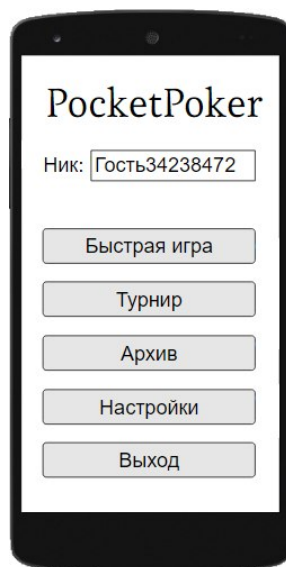 PocketPoker
Ник: Гость34238472
Быстрая игра
Турнир
Архив
Настройки
Выход